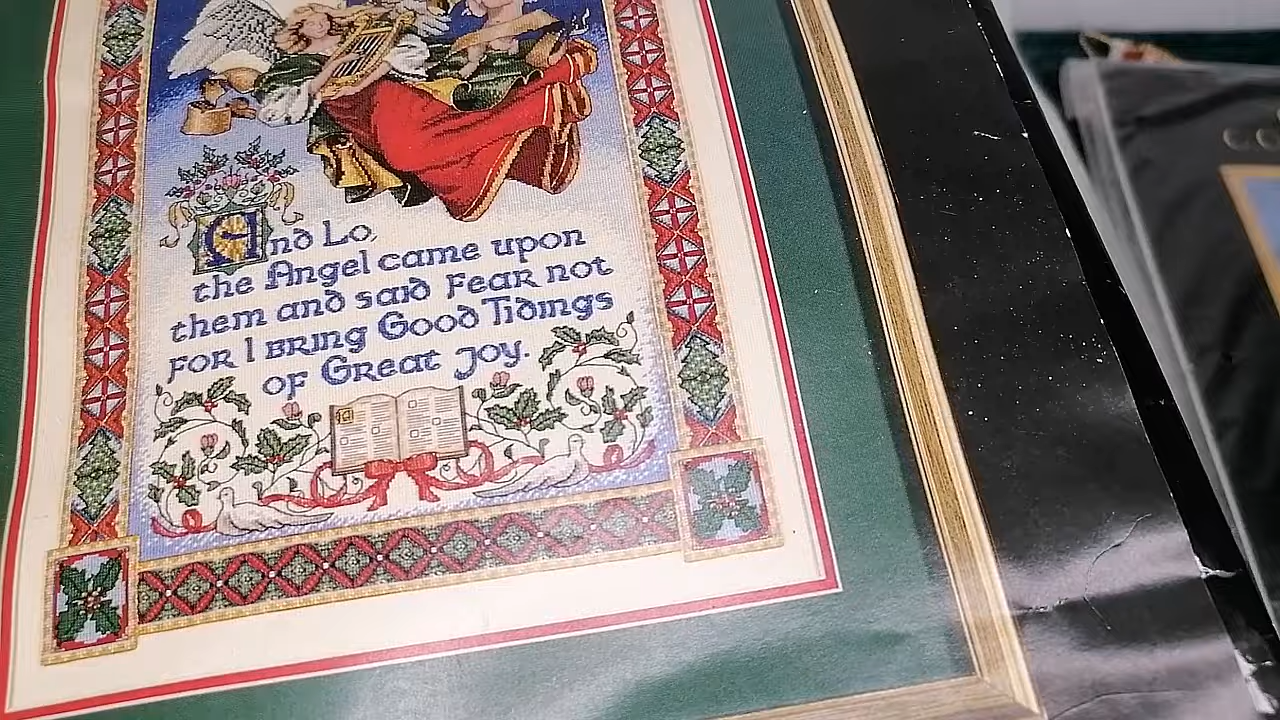 And Lo,
the Angel came upon
them and said Fear not
FOR I BRING Good Tidings
OF Great Joy.